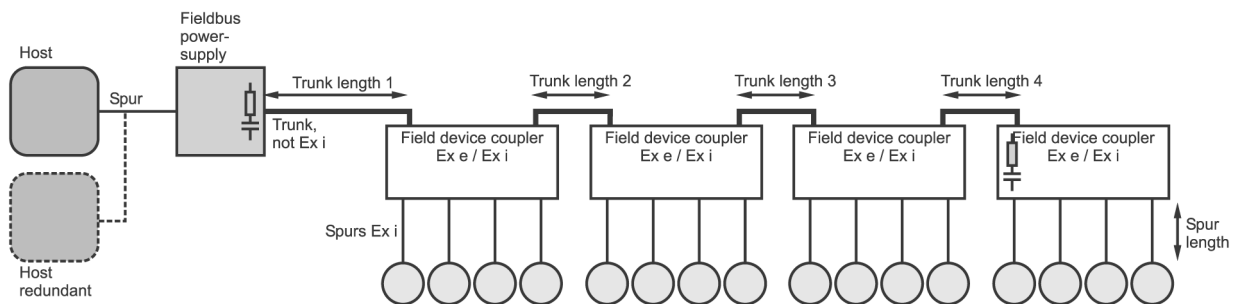 Fieldbus
power-
supply
Host
Trunk length 1
Trunk length 2
Trunk length 3
Trunk length 4
Spur
Trunk,
not Ex i
Field device coupler
Ex e / Ex i
Field device coupler
Ex e / Ex i
Field device coupler
Ex e / Ex i
Field device coupler
Ex e / Ex i
Spurs Ex i
Spur
length
Host
redundant